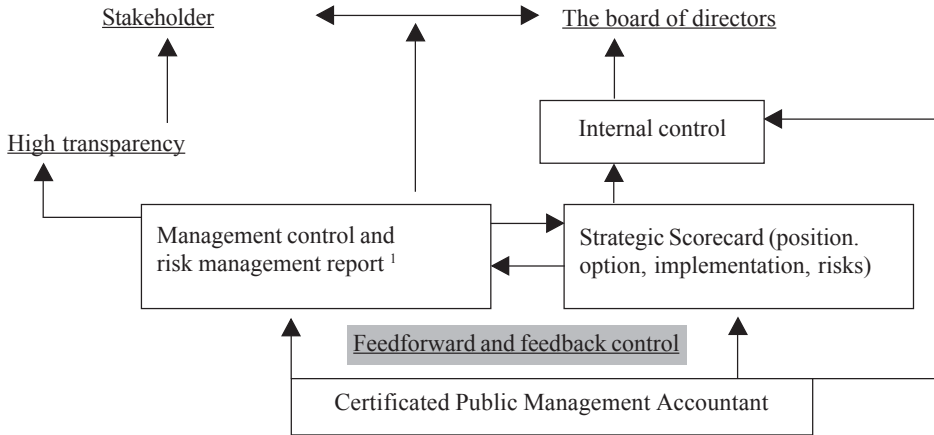 Stakeholder
The board of directors
Internal control
High transparency
Management control and
risk management report 1
Strategic Scorecard (position.
option, implementation, risks)
Feedforward and feedback control
Certificated Public Management Accountant